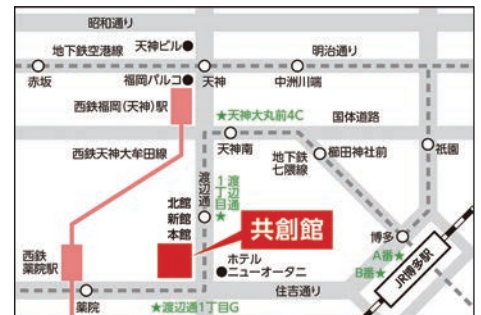 昭和通り
地下鉄空港線
天神ビル●
明治通り
赤坂
福岡パルコ●
天神
中洲川端
西鉄福岡(天神)駅
★天神大丸前4C
国体道路
西鉄天神大牟田線
天神南
地下鉄
七隈線
櫛田神社前
祇園
渡辺通
渡辺通
1丁目
★
北館
新館
本館
共創館
博多
A番★
B番★
JR博多駅
西鉄
薬院駅
ホテル
●ニューオータニ
住吉通り
薬院
★渡辺通1丁目G